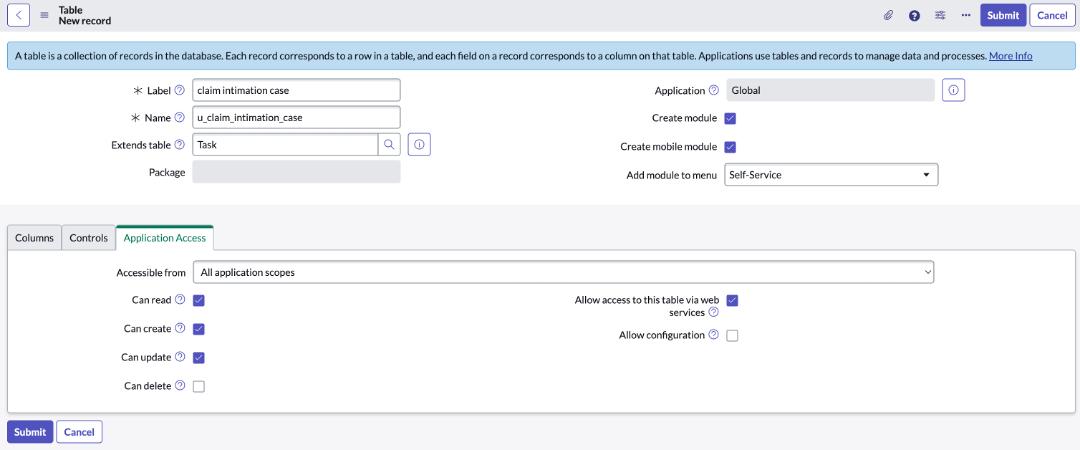 Table
New record
Submit
Cancel
A table is a collection of records in the database. Each record corresponds to a row in a table, and each field on a record corresponds to a column on that table. Applications use tables and records to manage data and processes. More Info
Label claim intimation case
Name u_claim_intimation_case
Extends table Task
Package
Application Global
Create module
Create mobile module
Add module to menu Self-Service
Columns
Controls
Application Access
Accessible from All application scopes
Can read
Can create
Can update
Can delete
Allow access to this table via web
services
Allow configuration
Submit
Cancel